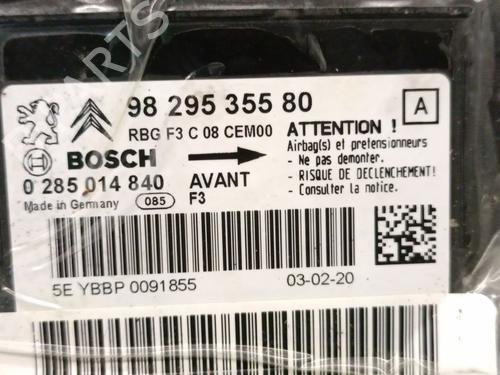 98 295 355 80
A
RBG F3 C 08 CEM00
ATTENTION !
BOSCH
Airbag(s) et pretensionneurs
- Ne pas demonter.
0 285 014 840
AVANT
- RISQUE DE DECLENCHEMENT!
Made in Germany
085
F3
- Consulter la notice.
5E YBBP 0091855
03-02-20